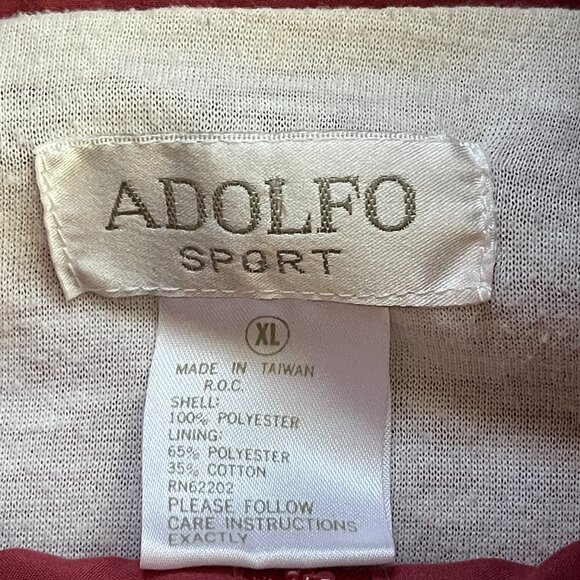 ADOLFO
SPORT
XL
MADE IN TAIWAN
R.O.C.
SHELL:
100% POLYESTER
LINING:
65% POLYESTER
35% COTTON
RN62202
PLEASE FOLLOW
CARE INSTRUCTIONS
EXACTLY